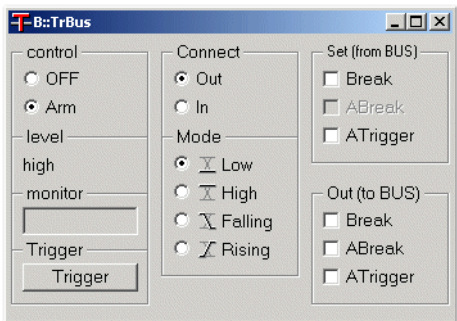 B::TrBus
control
OFF
Arm
level
high
monitor
Trigger
Trigger
Connect
Out
In
Mode
Low
High
Falling
Rising
Set (from BUS)
Break
ABreak
ATrigger
Out (to BUS)
Break
ABreak
ATrigger